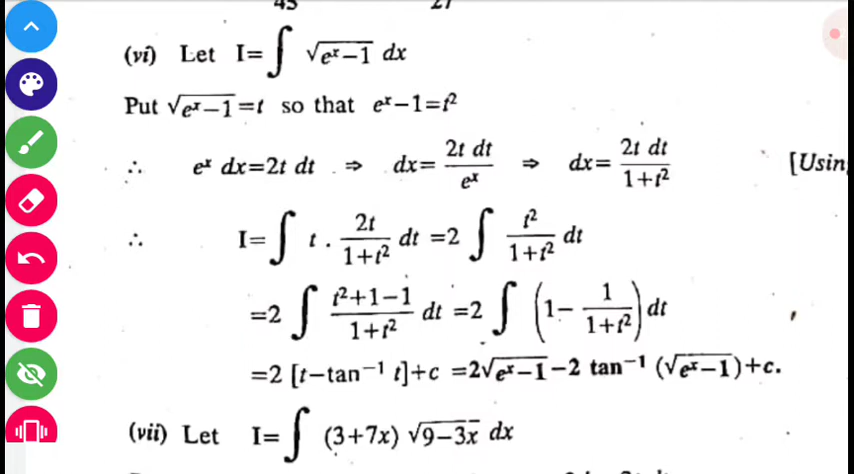 45 27
(vi) Let I=∫ √(eˣ−1) dx
Put √(eˣ−1)=t so that eˣ−1=t²
∴ eˣ dx=2t dt ⇒ dx= 2t dt / eˣ ⇒ dx= 2t dt / 1+t² [Usin
∴ I=∫ t . 2t / 1+t² dt =2 ∫ t² / 1+t² dt
=2 ∫ t²+1−1 / 1+t² dt =2 ∫ (1− 1 / 1+t²) dt
=2 [t−tan⁻¹ t]+c =2√(eˣ−1)−2 tan⁻¹ (√(eˣ−1))+c.
(vii) Let I=∫ (3+7x) √(9−3x) dx